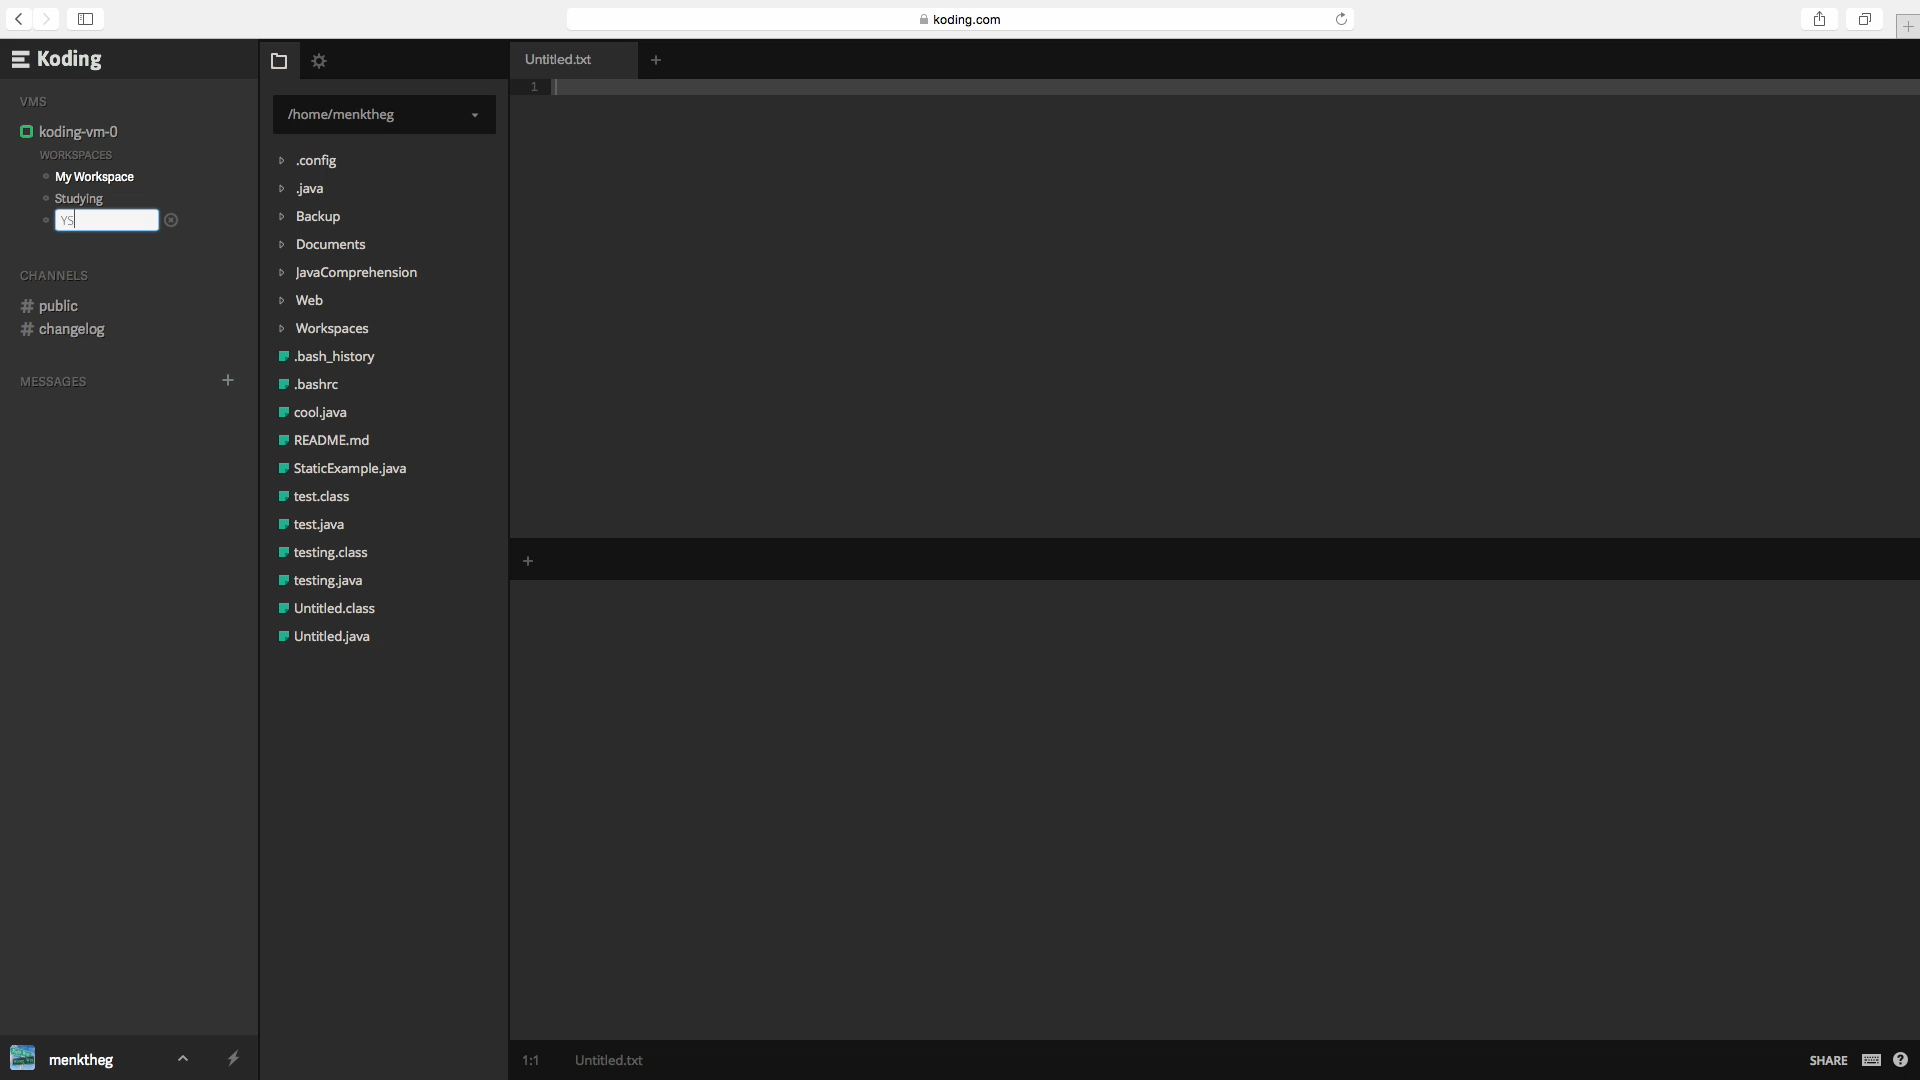 koding.com
Koding
VMS
koding-vm-0
WORKSPACES
My Workspace
Studying
YS
CHANNELS
# public
# changelog
MESSAGES +
menktheg
/home/menktheg
.config
.java
Backup
Documents
JavaComprehension
Web
Workspaces
.bash_history
.bashrc
cool.java
README.md
StaticExample.java
test.class
test.java
testing.class
testing.java
Untitled.class
Untitled.java
Untitled.txt +
1
+
1:1 Untitled.txt
SHARE ?